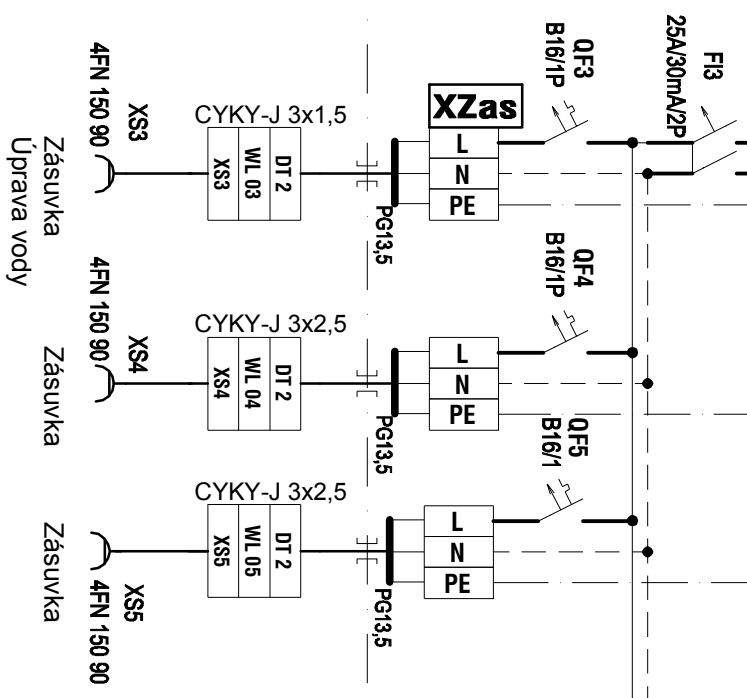 FI3
25A/30mA/2P
QF3
B16/1P
XZas
L
N
PE
PG13,5
CYKY-J 3x1,5
DT 2
WL 03
XS3
XS3
4FN 150 90
Zásuvka
Úprava vody
QF4
B16/1P
L
N
PE
PG13,5
CYKY-J 3x2,5
DT 2
WL 04
XS4
XS4
4FN 150 90
Zásuvka
QF5
B16/1
L
N
PE
PG13,5
CYKY-J 3x2,5
DT 2
WL 05
XS5
XS5
4FN 150 90
Zásuvka